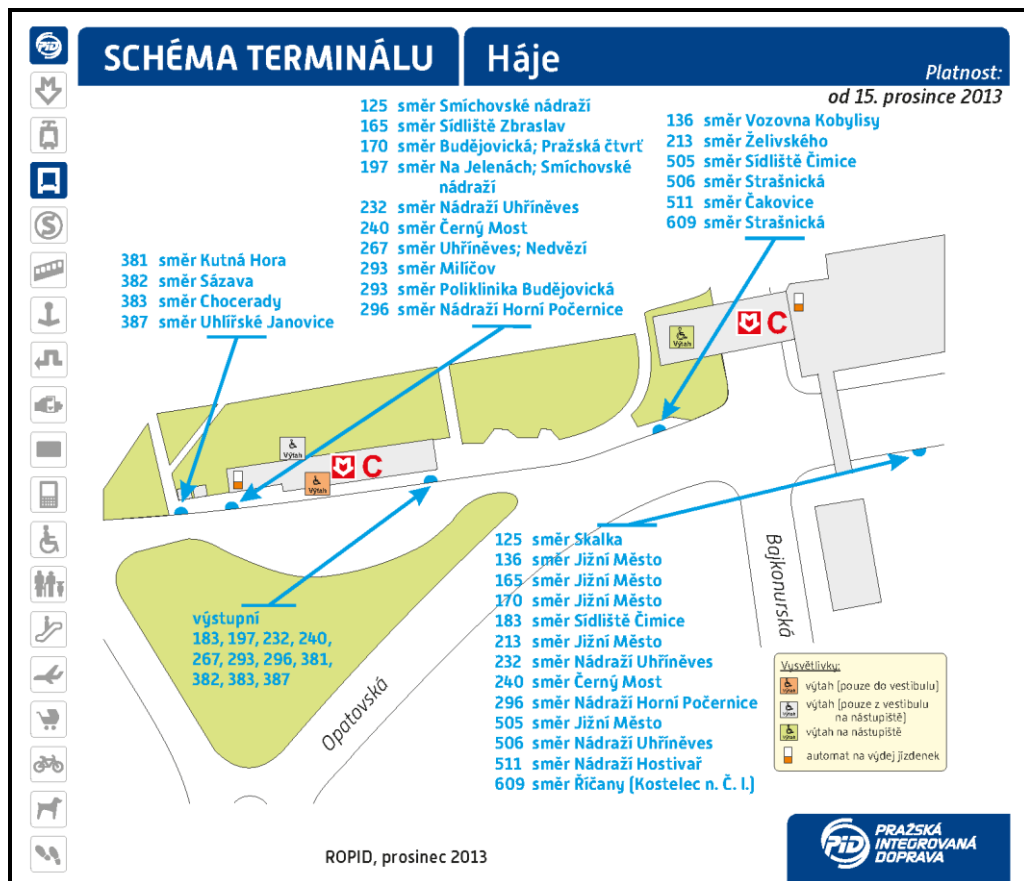 PiD
SCHÉMA TERMINÁLU
Háje
Platnost:
od 15. prosince 2013
125 směr Smíchovské nádraží
165 směr Sídliště Zbraslav
170 směr Budějovická; Pražská čtvrť
197 směr Na Jelenách; Smíchovské
nádraží
232 směr Nádraží Uhříněves
240 směr Černý Most
267 směr Uhříněves; Nedvězí
293 směr Milíčov
293 směr Poliklinika Budějovická
296 směr Nádraží Horní Počernice
136 směr Vozovna Kobylisy
213 směr Želivského
505 směr Sídliště Čimice
506 směr Strašnická
511 směr Čakovice
609 směr Strašnická
381 směr Kutná Hora
382 směr Sázava
383 směr Chocerady
387 směr Uhlířské Janovice
Výtah
C
Výtah
C
Výtah
výstupní
183, 197, 232, 240,
267, 293, 296, 381,
382, 383, 387
Opatovská
Bajkonurská
125 směr Skalka
136 směr Jižní Město
165 směr Jižní Město
170 směr Jižní Město
183 směr Sídliště Čimice
213 směr Jižní Město
232 směr Nádraží Uhříněves
240 směr Černý Most
296 směr Nádraží Horní Počernice
505 směr Jižní Město
506 směr Nádraží Uhříněves
511 směr Nádraží Hostivař
609 směr Říčany (Kostelec n. Č. l.)
Vysvětlivky:
Výtah výtah [pouze do vestibulu]
Výtah výtah [pouze z vestibulu
na nástupiště]
Výtah výtah na nástupiště
automat na výdej jízdenek
ROPID, prosinec 2013
PiD
PRAŽSKÁ
INTEGROVANÁ
DOPRAVA